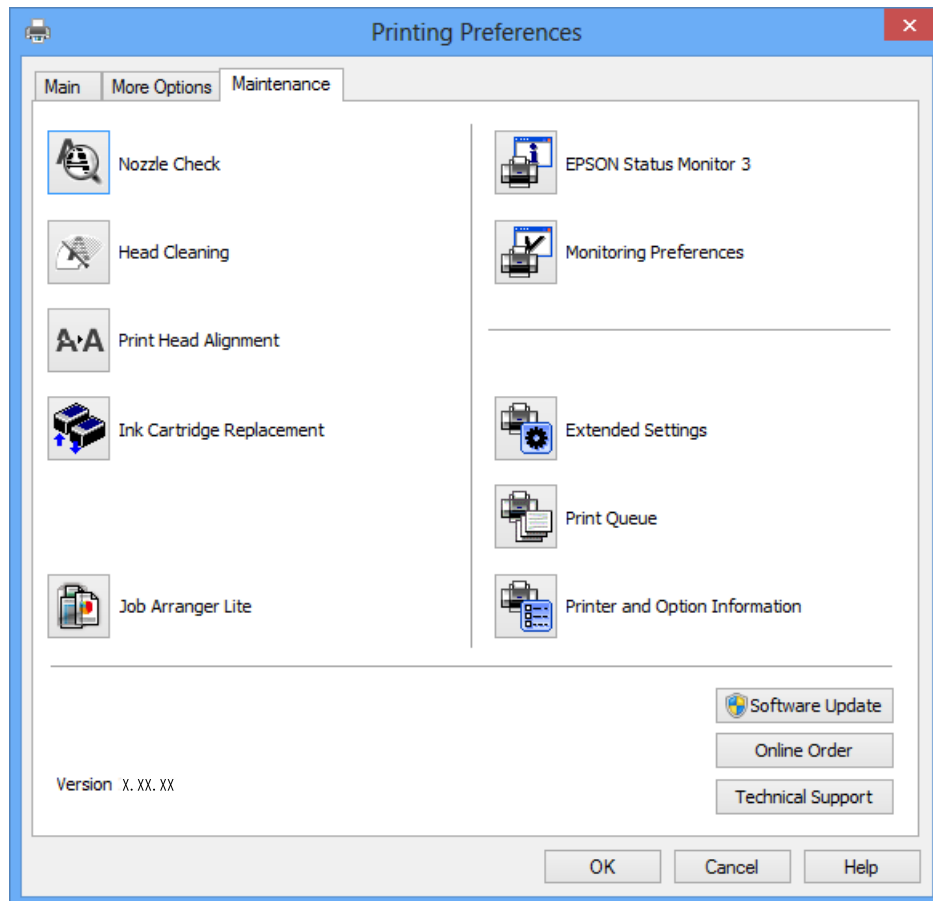 Printing Preferences
Main
More Options
Maintenance
Nozzle Check
Head Cleaning
Print Head Alignment
Ink Cartridge Replacement
Job Arranger Lite
EPSON Status Monitor 3
Monitoring Preferences
Extended Settings
Print Queue
Printer and Option Information
Software Update
Online Order
Technical Support
Version X.XX.XX
OK
Cancel
Help